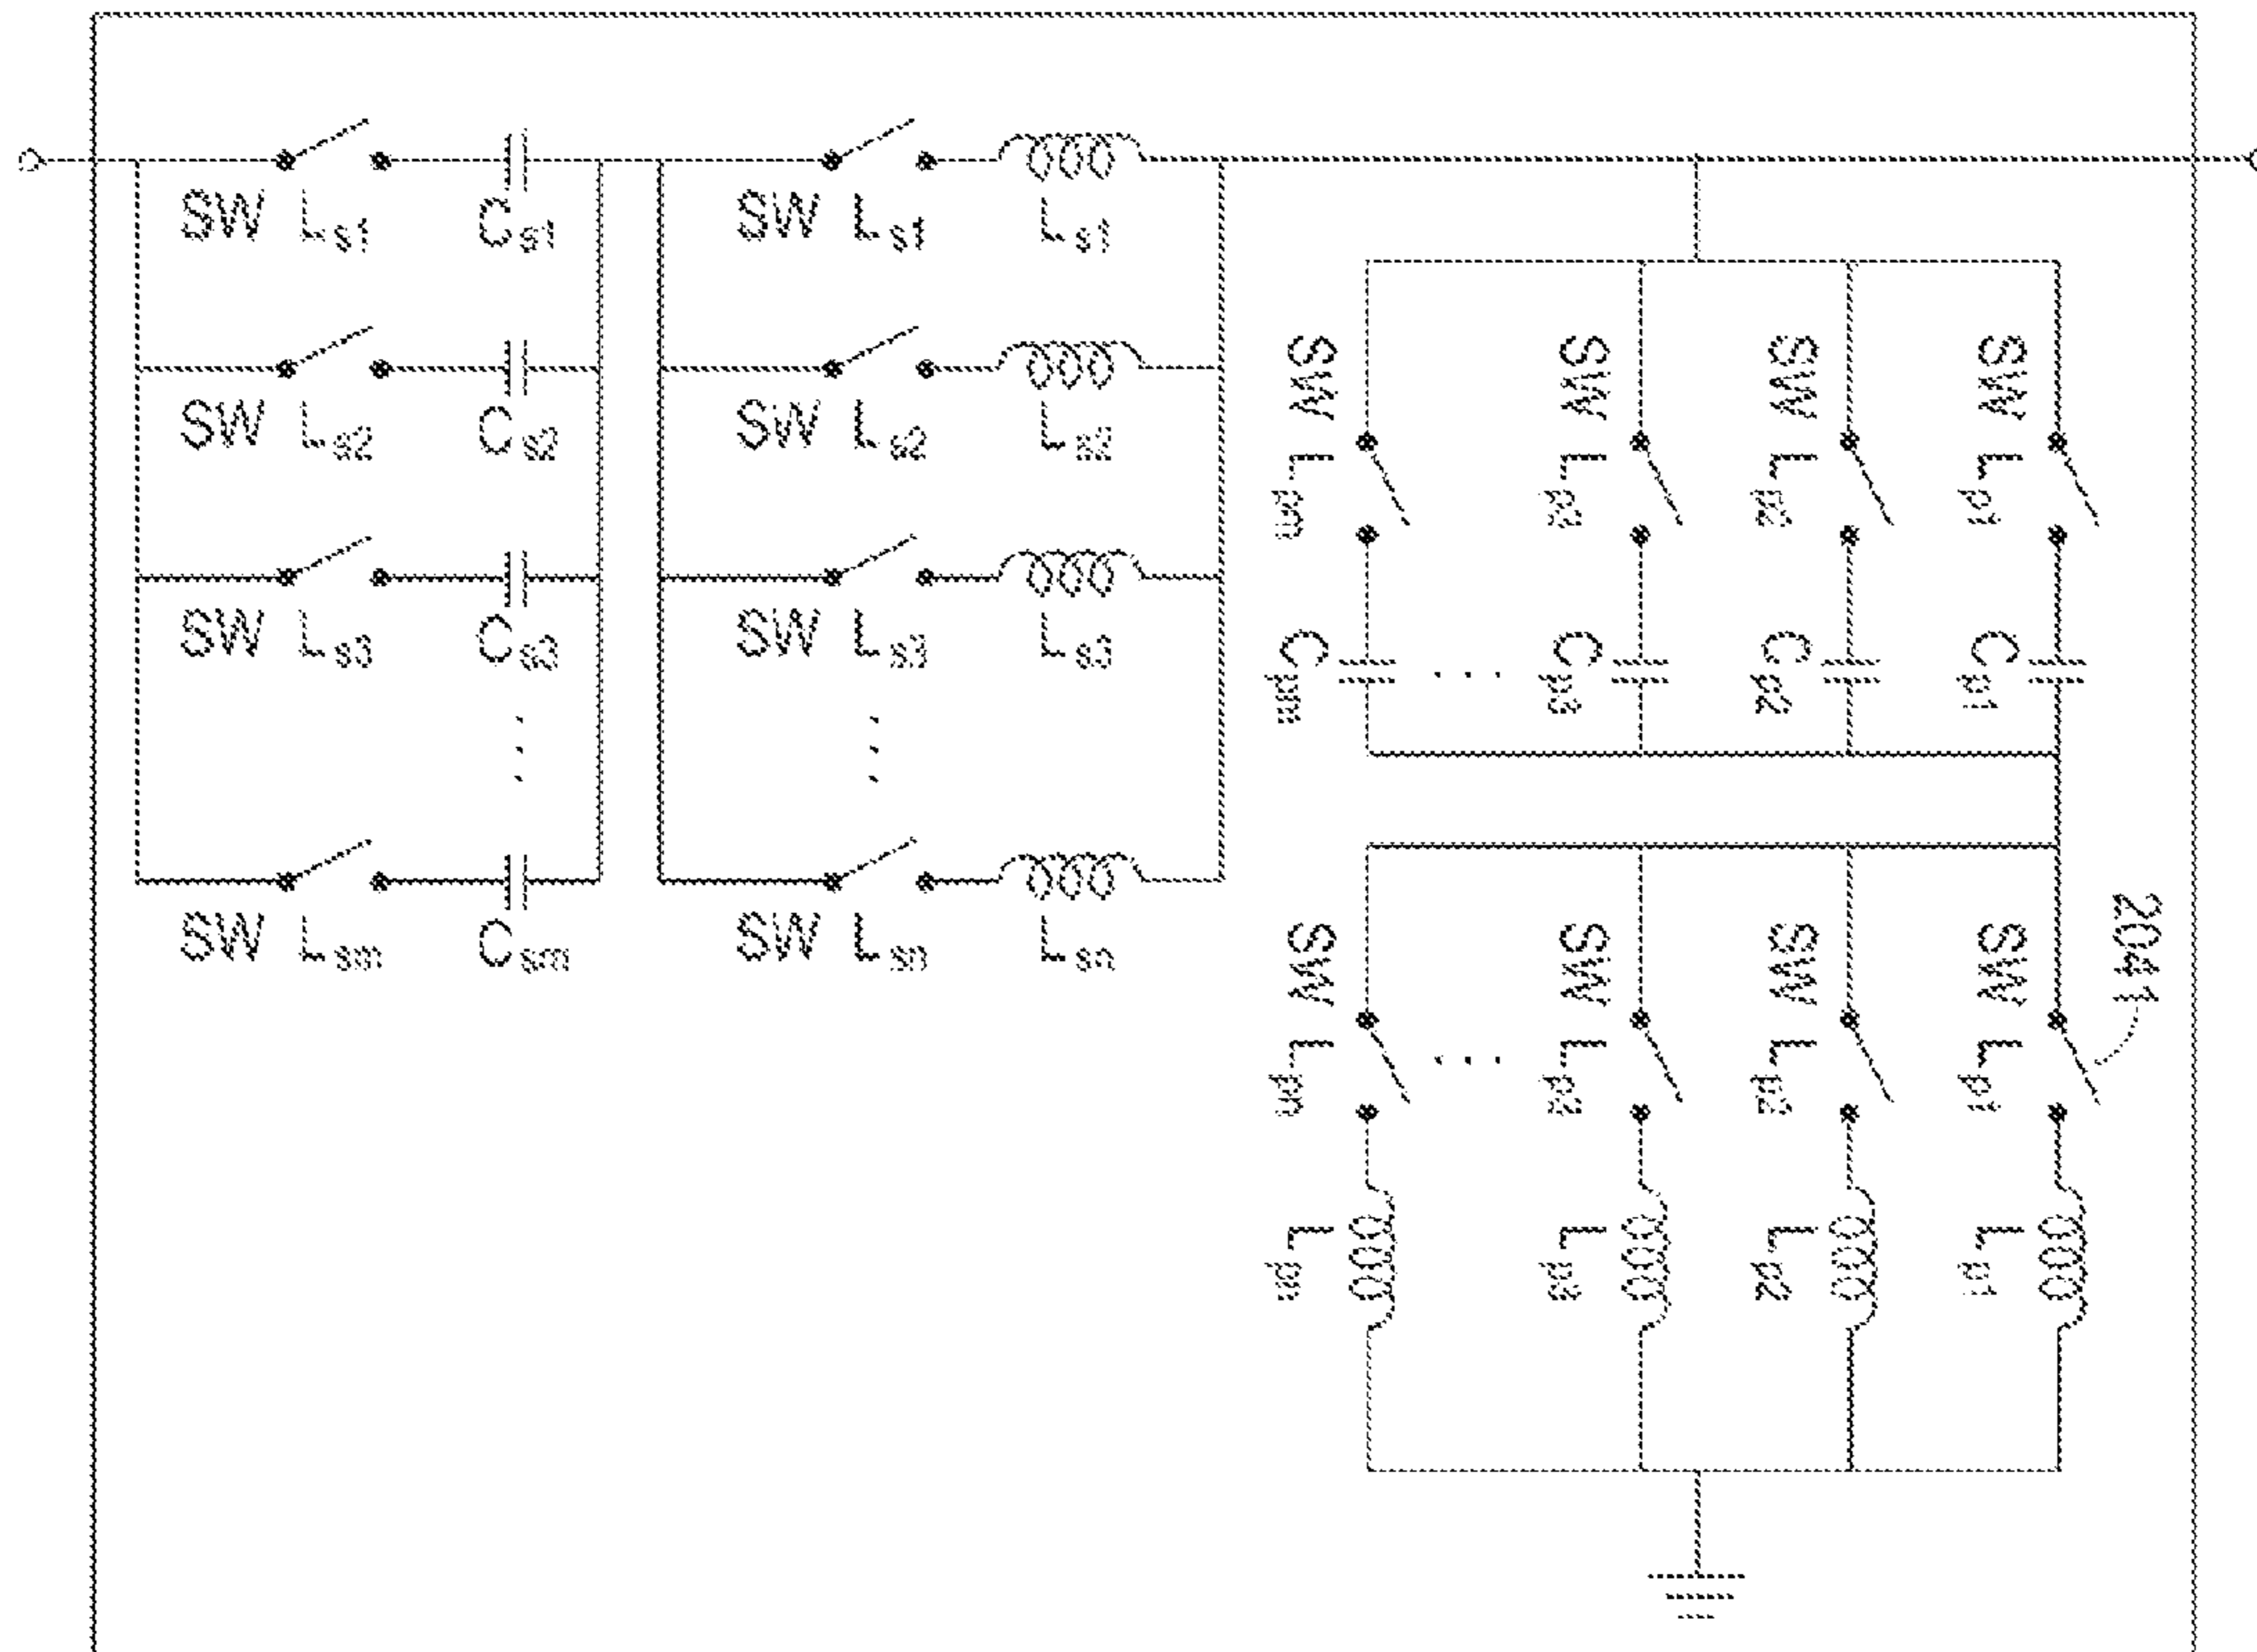 SW Ls1 Cs1 SW Ls1 Ls1
SW Ls2 Cs2 SW Ls2 Ls2
SW Ls3 Cs3 SW Ls3 Ls3
SW Lsm Csm SW Lsn Lsn
SW Lpm Cpm
SW Lp3 Cp3
SW Lp2 Cp2
SW Lp1 Cp1
SW Lpn Lpn
SW Lp3 Lp3
SW Lp2 Lp2
SW Lp1 Lp1
2041